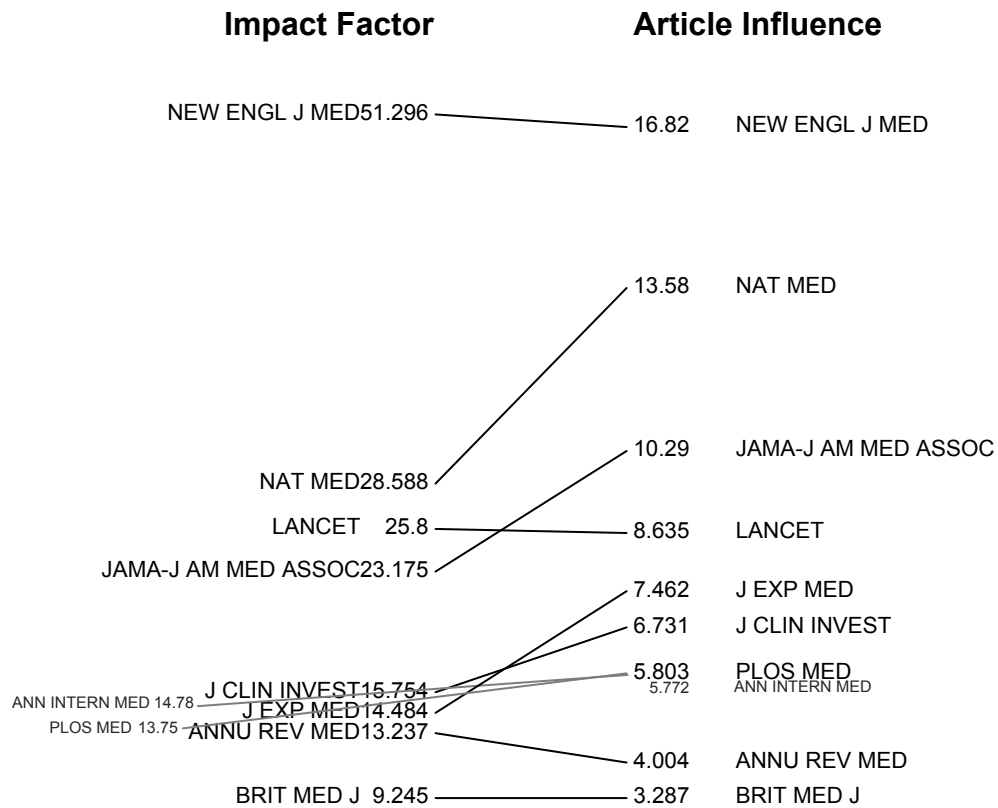 Impact Factor Article Influence
NEW ENGL J MED51.296 16.82 NEW ENGL J MED
13.58 NAT MED
10.29 JAMA-J AM MED ASSOC
NAT MED28.588
LANCET 25.8 8.635 LANCET
JAMA-J AM MED ASSOC23.175
7.462 J EXP MED
6.731 J CLIN INVEST
5.803 PLOS MED
J CLIN INVEST15.754 5.772 ANN INTERN MED
ANN INTERN MED 14.78
J EXP MED14.484
PLOS MED 13.75
ANNU REV MED13.237
4.004 ANNU REV MED
BRIT MED J 9.245 3.287 BRIT MED J